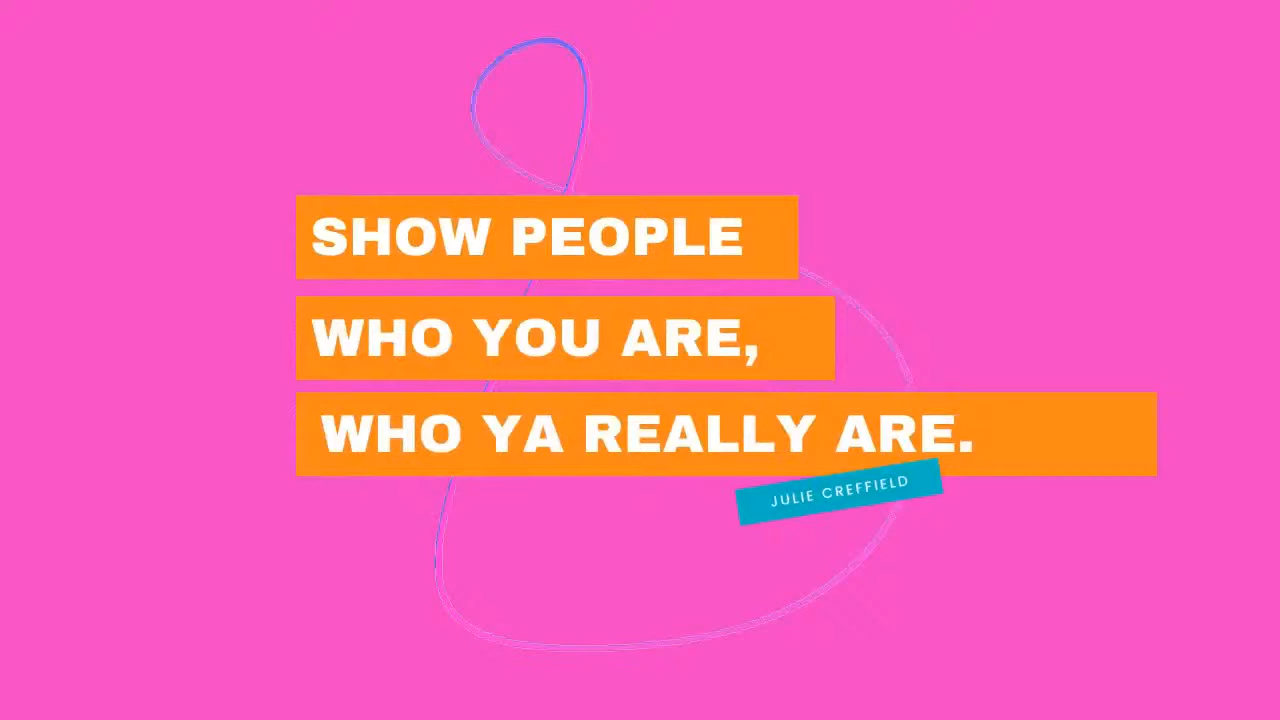 SHOW PEOPLE
WHO YOU ARE,
WHO YA REALLY ARE.
JULIE CREFFIELD